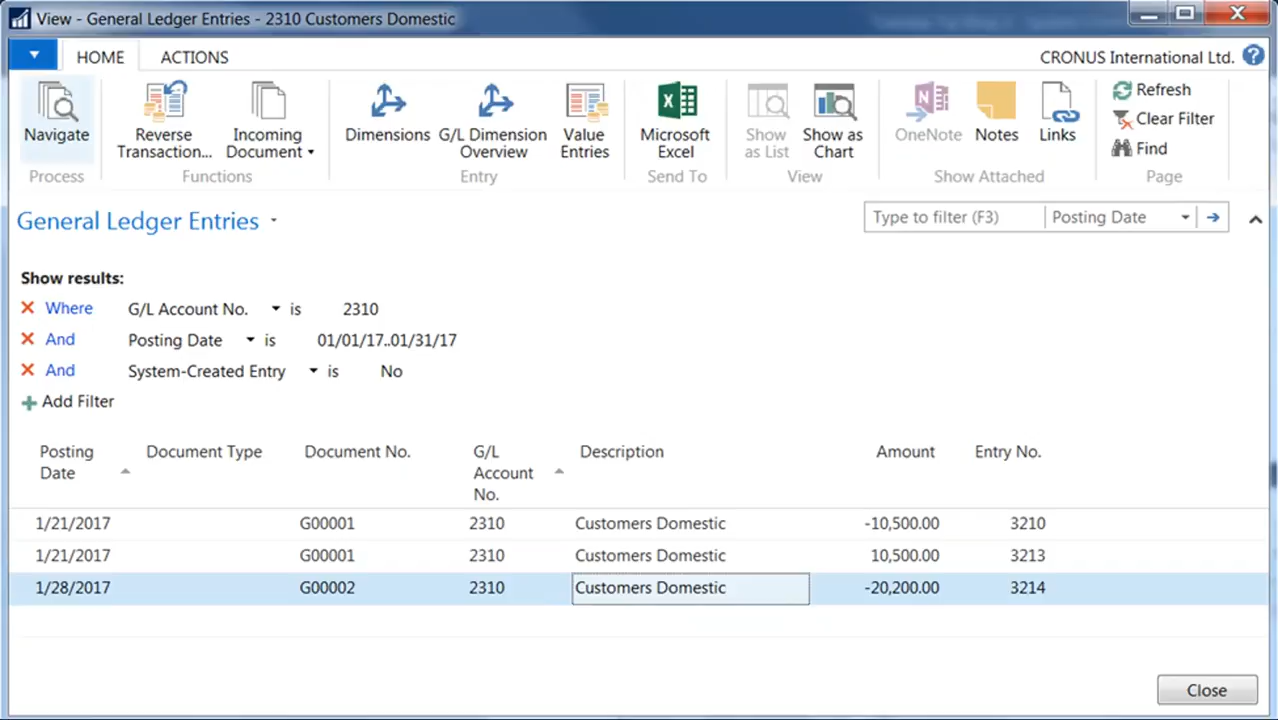 View - General Ledger Entries - 2310 Customers Domestic
HOME ACTIONS CRONUS International Ltd. ?
Navigate Reverse Transaction... Incoming Document Dimensions G/L Dimension Overview Value Entries Microsoft Excel Show as List Show as Chart OneNote Notes Links Refresh
Clear Filter
Find
Process Functions Entry Send To View Show Attached Page
General Ledger Entries Type to filter (F3) Posting Date
Show results:
Where G/L Account No. is 2310
And Posting Date is 01/01/17..01/31/17
And System-Created Entry is No
Add Filter
Posting Date Document Type Document No. G/L Account No. Description Amount Entry No.
1/21/2017 G00001 2310 Customers Domestic -10,500.00 3210
1/21/2017 G00001 2310 Customers Domestic 10,500.00 3213
1/28/2017 G00002 2310 Customers Domestic -20,200.00 3214
Close